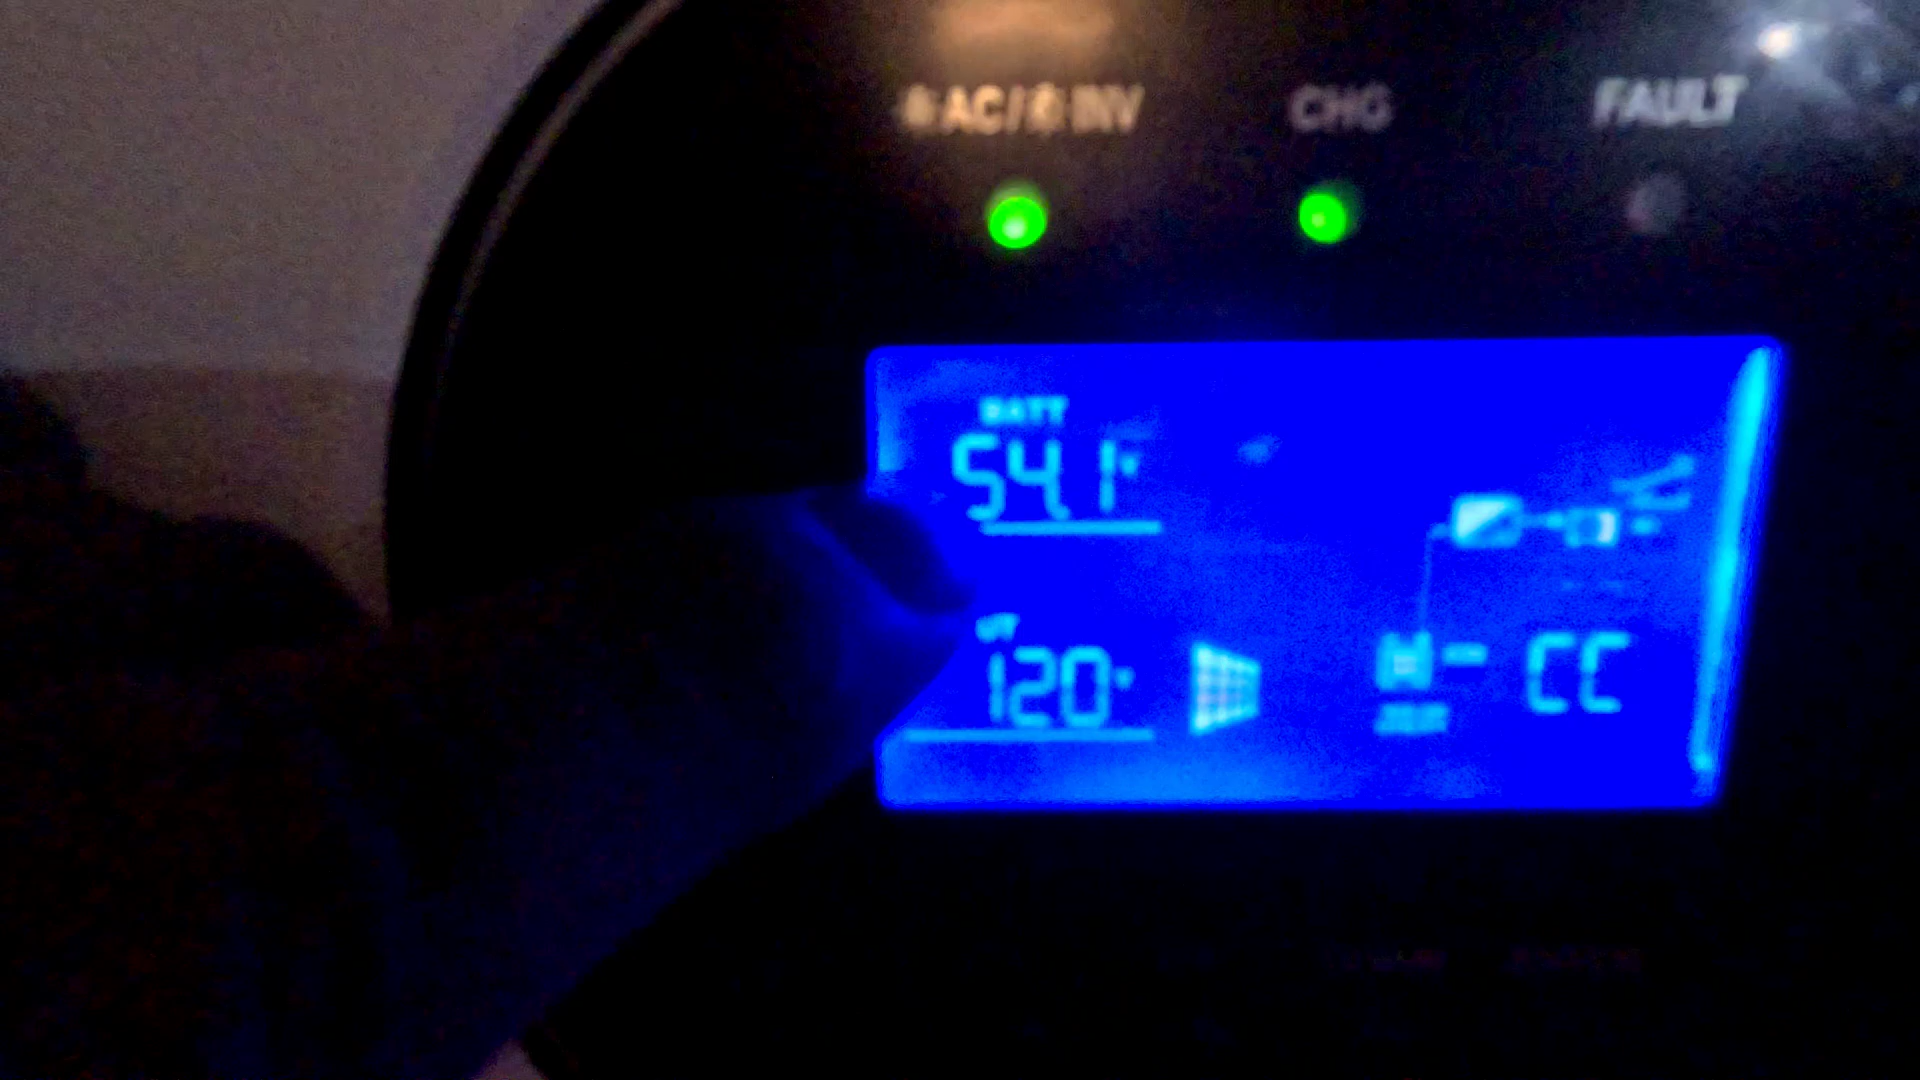 AC/ INV CHG FAULT
BATT
54.1V
120V
CC